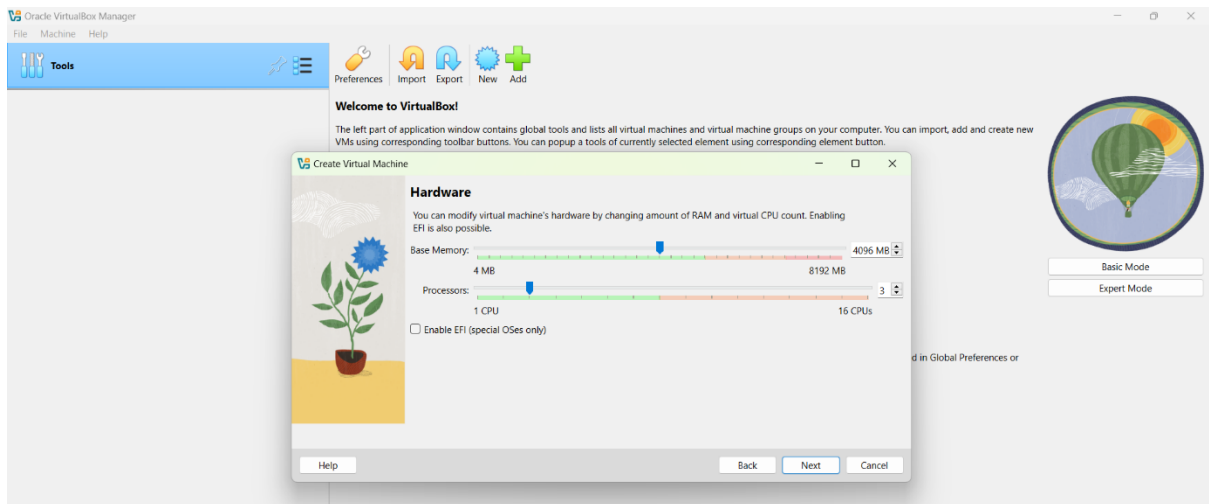 Oracle VirtualBox Manager
File Machine Help
Tools
Preferences Import Export New Add
Welcome to VirtualBox!
The left part of application window contains global tools and lists all virtual machines and virtual machine groups on your computer. You can import, add and create new
VMs using corresponding toolbar buttons. You can popup a tools of currently selected element using corresponding element button.
Create Virtual Machine
Hardware
You can modify virtual machine's hardware by changing amount of RAM and virtual CPU count. Enabling
EFI is also possible.
Base Memory: 4096 MB
4 MB 8192 MB
Processors: 3
1 CPU 16 CPUs
Enable EFI (special OSes only)
Help Back Next Cancel
Basic Mode
Expert Mode
d in Global Preferences or